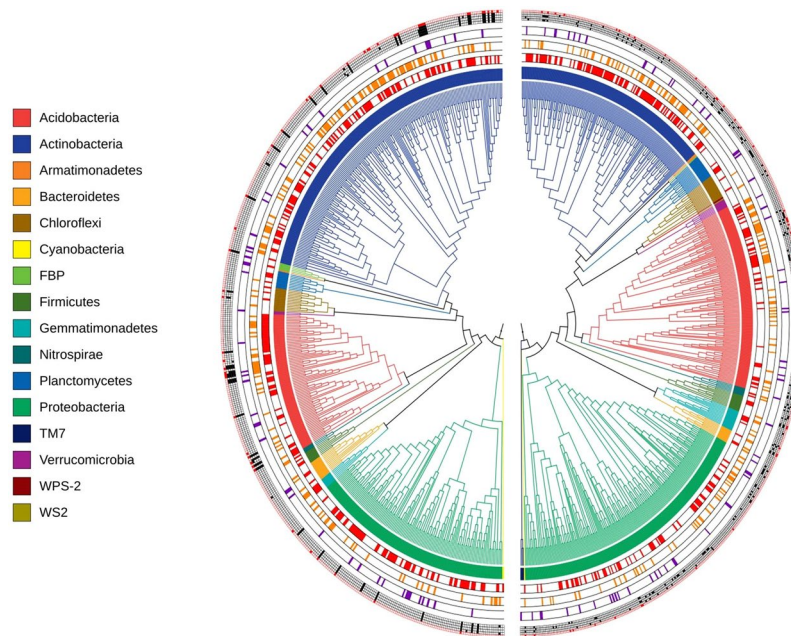 Acidobacteria
Actinobacteria
Armatimonadetes
Bacteroidetes
Chloroflexi
Cyanobacteria
FBP
Firmicutes
Gemmatimonadetes
Nitrospirae
Planctomycetes
Proteobacteria
TM7
Verrucomicrobia
WPS-2
WS2